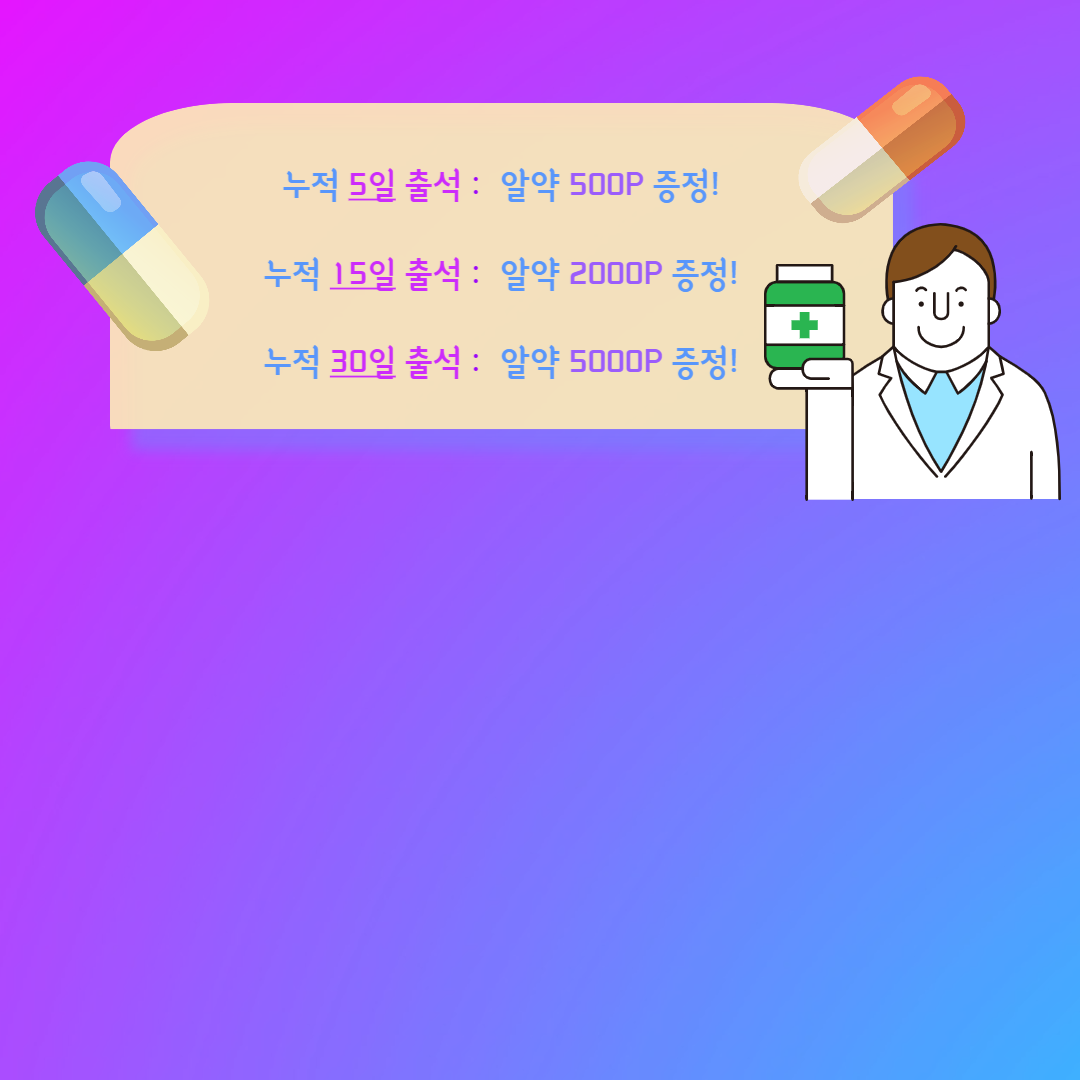 누적 5일 출석 : 알약 500P 증정!
누적 15일 출석 : 알약 2000P 증정!
누적 30일 출석 : 알약 5000P 증정!